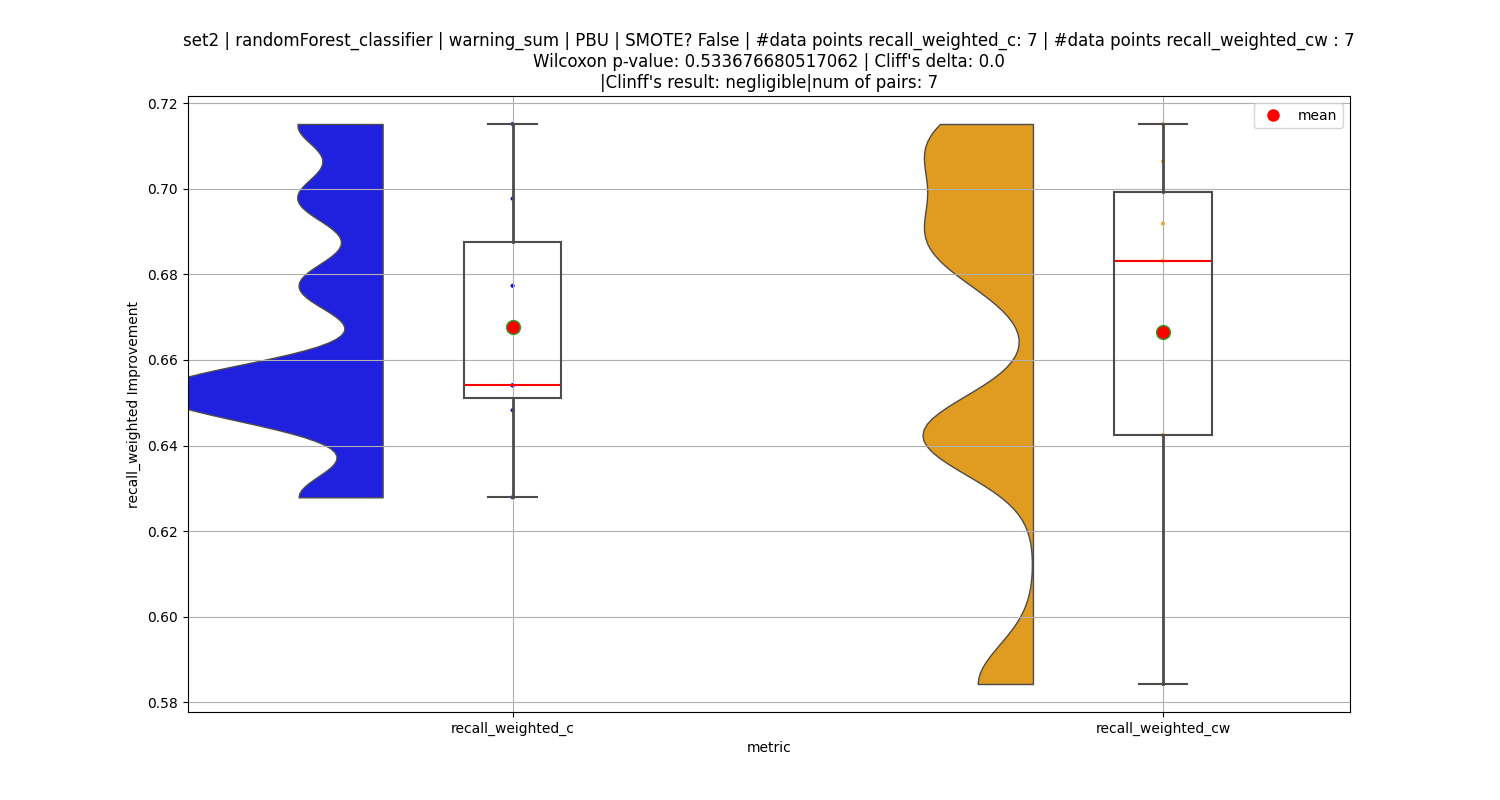 set2 | randomForest_classifier | warning_sum | PBU | SMOTE? False | #data points recall_weighted_c: 7 | #data points recall_weighted_cw : 7
Wilcoxon p-value: 0.533676680517062 | Cliff's delta: 0.0
|Clinff's result: negligible|num of pairs: 7
mean
0.72
0.70
0.68
0.66
0.64
0.62
0.60
0.58
recall_weighted Improvement
recall_weighted_c
recall_weighted_cw
metric